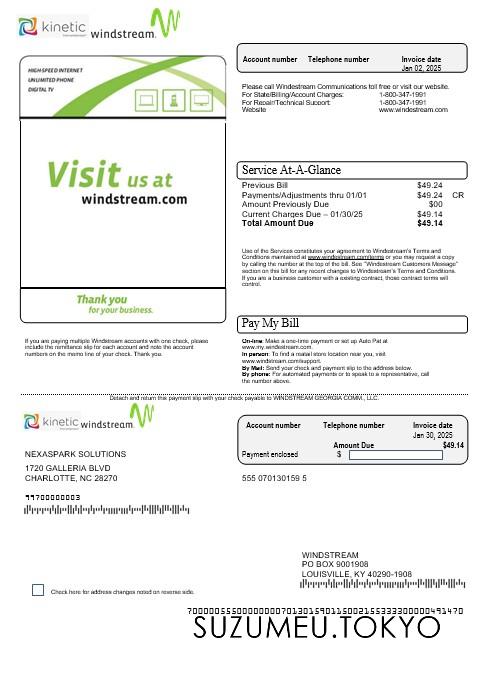 kinetic
windstream.
HIGH-SPEED INTERNET
UNLIMITED PHONE
DIGITAL TV
Visit us at
windstream.com
Thank you
for your business.
If you are paying multiple Windstream accounts with one check, please
include the remittance slip for each account and note the account
numbers on the memo line of your check. Thank you.
Account number Telephone number Invoice date
Jan 02, 2025
Please call Windestream Communications toll free or visit our website.
For State/Billing/Account Charges: 1-800-347-1991
For Repair/Technical Support: 1-800-347-1991
Website www.windestream.com
Service At-A-Glance
Previous Bill $49.24
Payments/Adjustments thru 01/01 $49.24 CR
Amount Previously Due $00
Current Charges Due – 01/30/25 $49.14
Total Amount Due $49.14
Use of the Services constitutes your agreement to Windestream's Terms and
Conditions maintained at www.windestream.com/terms or you may request a copy
by calling the number at the top of the bill. See "Windestream Customers Message"
section on this bill for any recent changes to Windestream's Terms and Conditions.
If you are a business customer with a existing contract, those contract terms will
control.
Pay My Bill
On-line: Make a one-time payment or set up Auto Pat at
www.my.windestream.com.
In person: To find a mail store location near you, visit
www.windestream.com/support.
By Mail: Send your check and payment slip to the address below.
By phone: For automated payments or to speak to a representative, call
the number above.
Detach and return this payment slip with your check payable to WINDSTREAM GEORGIA COMM., LLC.
kinetic
windstream.
Account number Telephone number Invoice date
Jan 30, 2025
Amount Due $49.14
Payment enclosed $
NEXASPARK SOLUTIONS
1720 GALLERIA BLVD
CHARLOTTE, NC 28270
555 070130159 5
99700000003
WINDSTREAM
PO BOX 9001908
LOUISVILLE, KY 40290-1908
Check here for address changes noted on reverse side.
SUZUMEU.TOKYO